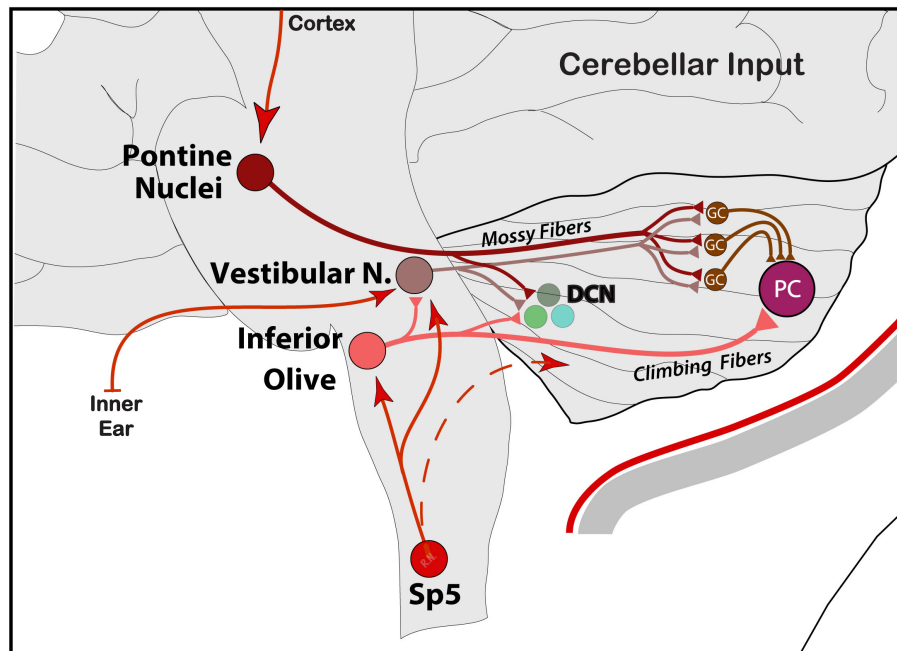 Cortex
Cerebellar Input
Pontine
Nuclei
Mossy Fibers
GC
GC
GC
Vestibular N.
DCN
PC
Inferior
Olive
Climbing Fibers
Inner
Ear
R.N.
Sp5